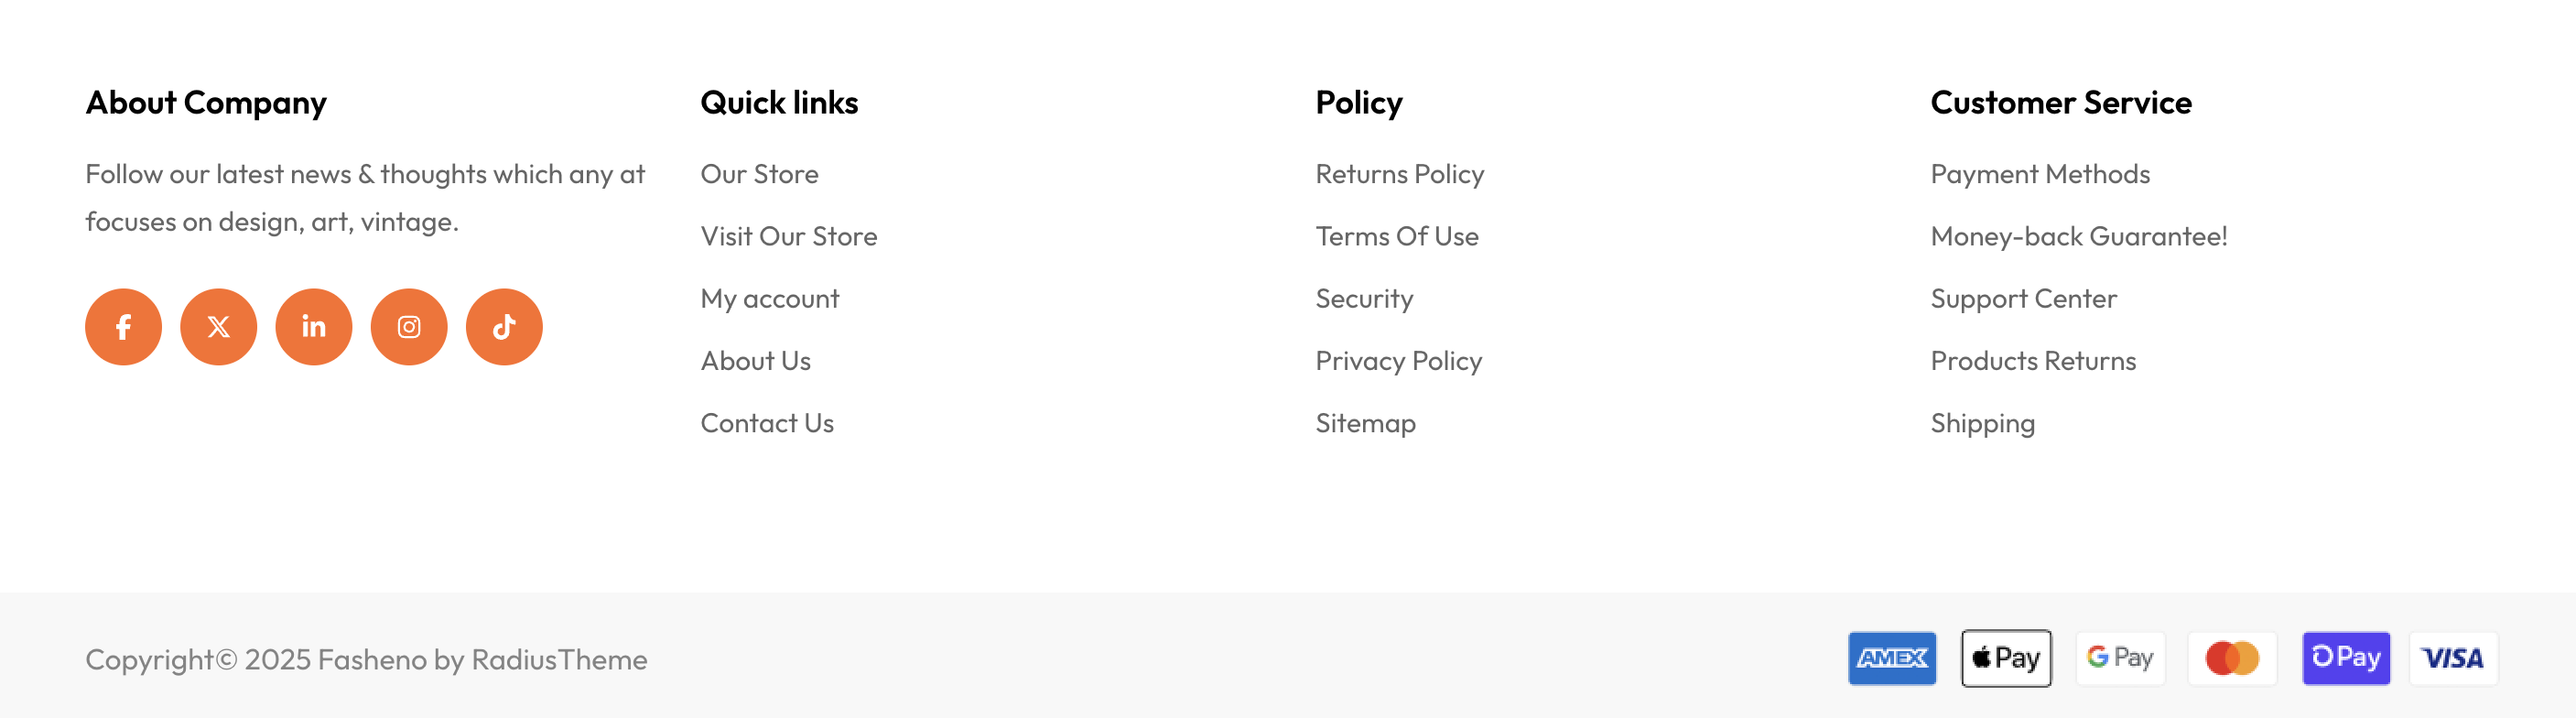 About Company
Follow our latest news & thoughts which any at
focuses on design, art, vintage.
Quick links
Our Store
Visit Our Store
My account
About Us
Contact Us
Policy
Returns Policy
Terms Of Use
Security
Privacy Policy
Sitemap
Customer Service
Payment Methods
Money-back Guarantee!
Support Center
Products Returns
Shipping
Copyright© 2025 Fasheno by RadiusTheme
AMEX Pay G Pay Pay VISA